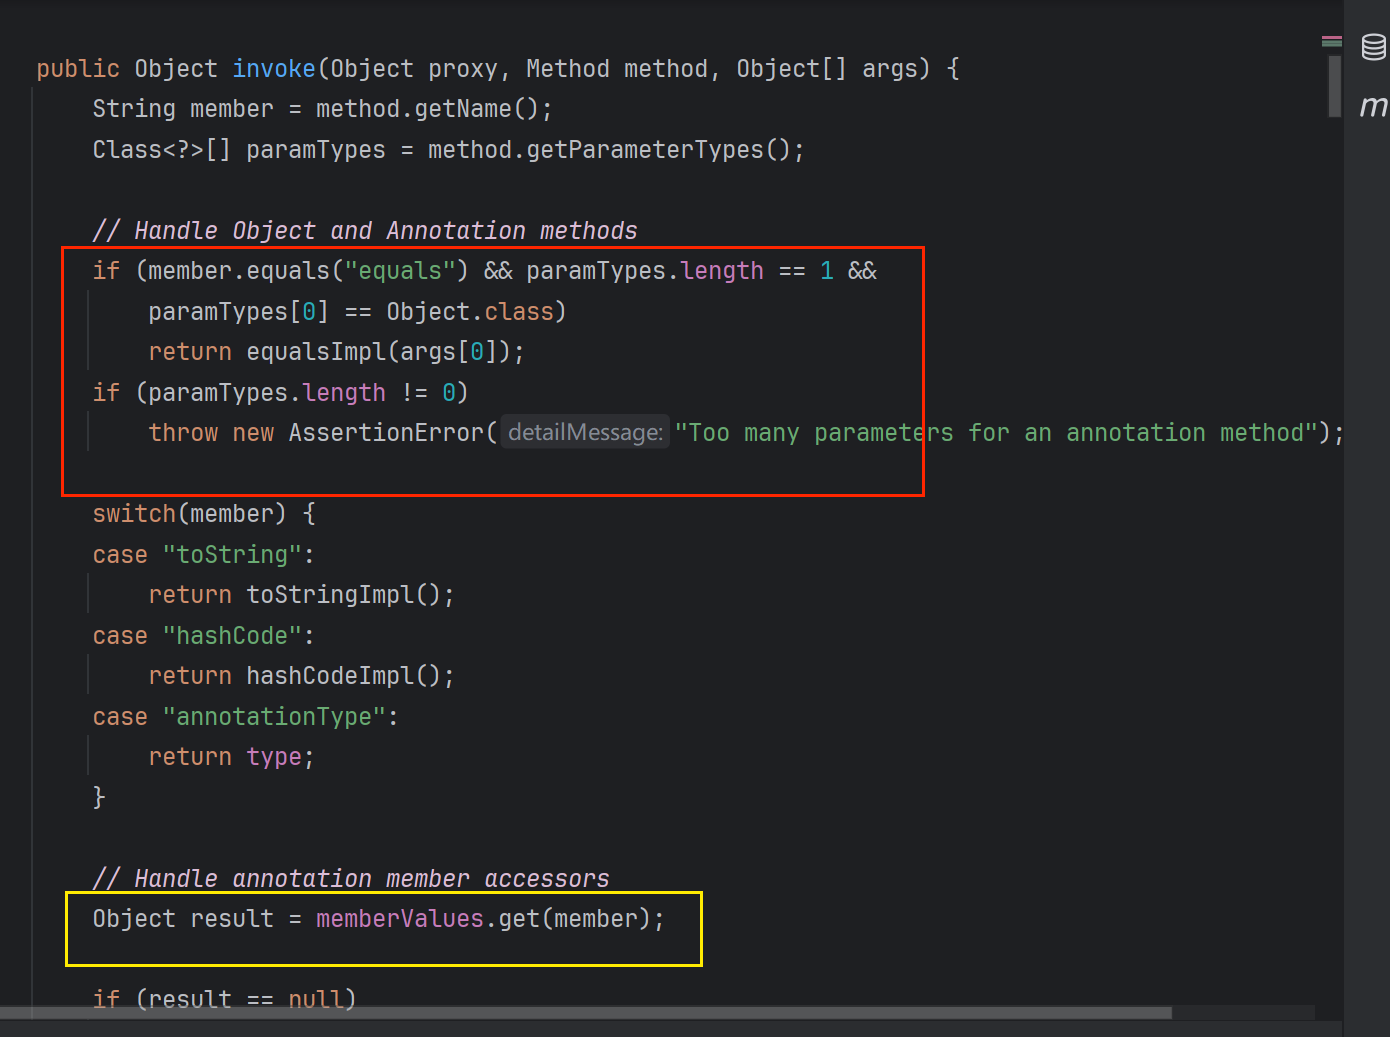 public Object invoke(Object proxy, Method method, Object[] args) {
String member = method.getName();
Class<?>[] paramTypes = method.getParameterTypes();
// Handle Object and Annotation methods
if (member.equals("equals") && paramTypes.length == 1 &&
paramTypes[0] == Object.class)
return equalsImpl(args[0]);
if (paramTypes.length != 0)
throw new AssertionError( detailMessage: "Too many parameters for an annotation method");
switch(member) {
case "toString":
return toStringImpl();
case "hashCode":
return hashCodeImpl();
case "annotationType":
return type;
}
// Handle annotation member accessors
Object result = memberValues.get(member);
if (result == null)
m